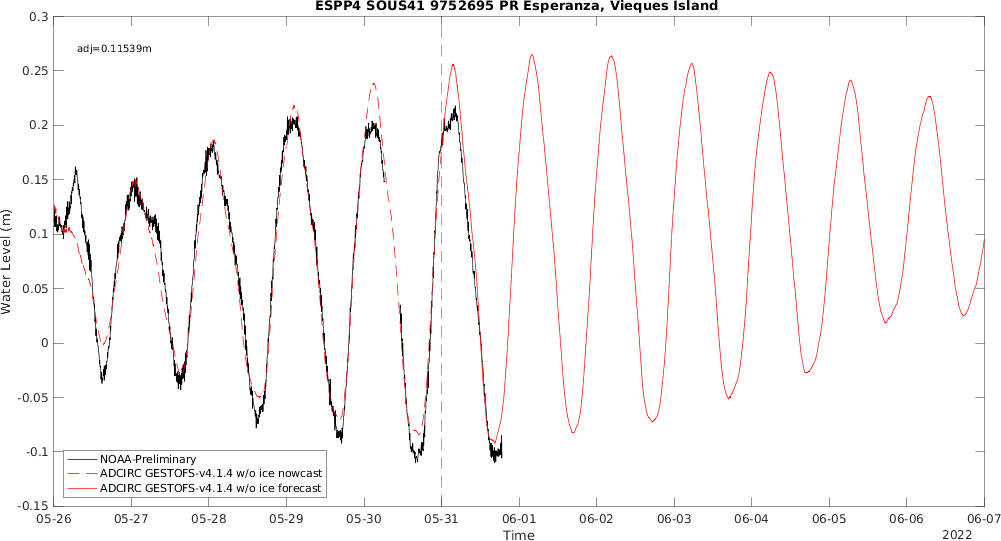 ESPP4 SOUS41 9752695 PR Esperanza, Vieques Island
adj=0.11539m
0.3
0.25
0.2
0.15
0.1
0.05
0
-0.05
-0.1
-0.15
Water Level (m)
NOAA-Preliminary
ADCIRC GESTOFS-v4.1.4 w/o ice nowcast
ADCIRC GESTOFS-v4.1.4 w/o ice forecast
05-26 05-27 05-28 05-29 05-30 05-31 06-01 06-02 06-03 06-04 06-05 06-06 06-07
Time
2022